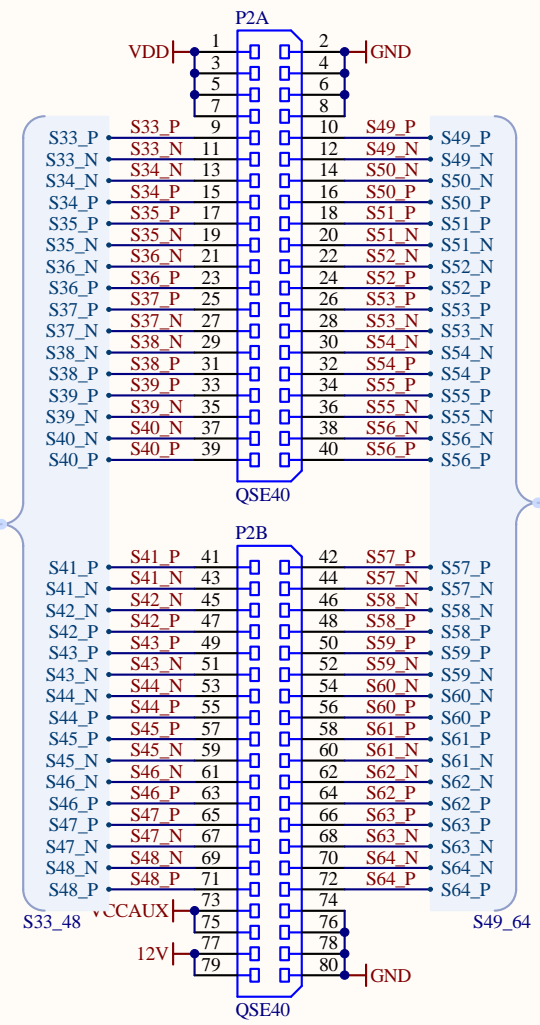 P2A
VDD 1 2 GND
3 4
5 6
7 8
S33_P S33_P 9 10 S49_P S49_P
S33_N S33_N 11 12 S49_N S49_N
S34_N S34_N 13 14 S50_N S50_N
S34_P S34_P 15 16 S50_P S50_P
S35_P S35_P 17 18 S51_P S51_P
S35_N S35_N 19 20 S51_N S51_N
S36_N S36_N 21 22 S52_N S52_N
S36_P S36_P 23 24 S52_P S52_P
S37_P S37_P 25 26 S53_P S53_P
S37_N S37_N 27 28 S53_N S53_N
S38_N S38_N 29 30 S54_N S54_N
S38_P S38_P 31 32 S54_P S54_P
S39_P S39_P 33 34 S55_P S55_P
S39_N S39_N 35 36 S55_N S55_N
S40_N S40_N 37 38 S56_N S56_N
S40_P S40_P 39 40 S56_P S56_P
QSE40
P2B
S41_P S41_P 41 42 S57_P S57_P
S41_N S41_N 43 44 S57_N S57_N
S42_N S42_N 45 46 S58_N S58_N
S42_P S42_P 47 48 S58_P S58_P
S43_P S43_P 49 50 S59_P S59_P
S43_N S43_N 51 52 S59_N S59_N
S44_N S44_N 53 54 S60_N S60_N
S44_P S44_P 55 56 S60_P S60_P
S45_P S45_P 57 58 S61_P S61_P
S45_N S45_N 59 60 S61_N S61_N
S46_N S46_N 61 62 S62_N S62_N
S46_P S46_P 63 64 S62_P S62_P
S47_P S47_P 65 66 S63_P S63_P
S47_N S47_N 67 68 S63_N S63_N
S48_N S48_N 69 70 S64_N S64_N
S48_P S48_P 71 72 S64_P S64_P
VCCAUX 73 74
S33_48 75 76 S49_64
12V 77 78
79 80 GND
QSE40